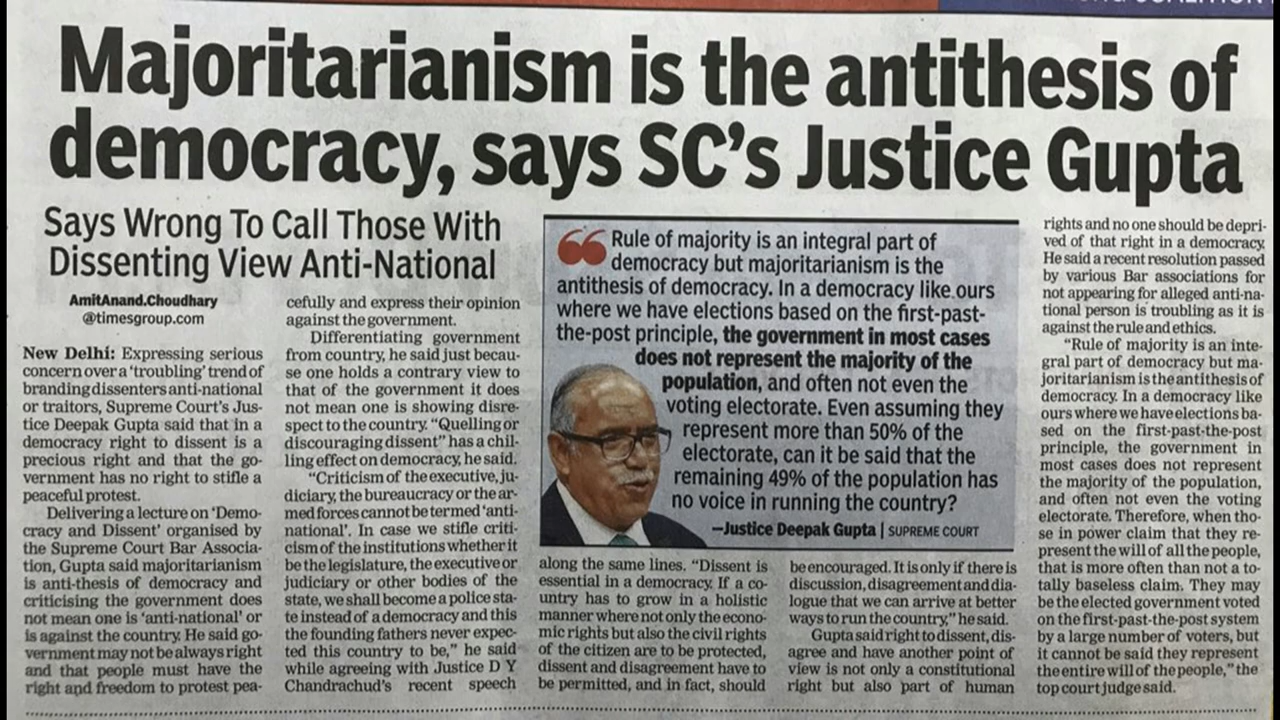 Majoritarianism is the antithesis of
democracy, says SC's Justice Gupta
Says Wrong To Call Those With
Dissenting View Anti-National
AmitAnand.Choudhary
@timesgroup.com
New Delhi: Expressing serious
concern over a 'troubling' trend of
branding dissenters anti-national
or traitors, Supreme Court's Jus-
tice Deepak Gupta said that in a
democracy right to dissent is a
precious right and that the go-
vernment has no right to stifle a
peaceful protest.
Delivering a lecture on 'Demo-
cracy and Dissent' organised by
the Supreme Court Bar Associa-
tion, Gupta said majoritarianism
is anti-thesis of democracy and
criticising the government does
not mean one is 'anti-national' or
is against the country. He said go-
vernment may not be always right
and that people must have the
right and freedom to protest pea-
cefully and express their opinion
against the government.
Differentiating government
from country, he said just becau-
se one holds a contrary view to
that of the government it does
not mean one is showing disre-
spect to the country. "Quelling or
discouraging dissent" has a chil-
ling effect on democracy, he said.
"Criticism of the executive, ju-
diciary, the bureaucracy or the ar-
med forces cannot be termed 'anti-
national'. In case we stifle criti-
cism of the institutions whether it
be the legislature, the executive or
judiciary or other bodies of the
state, we shall become a police sta-
te instead of a democracy and this
the founding fathers never expec-
ted this country to be," he said
while agreeing with Justice D Y
Chandrachud's recent speech
Rule of majority is an integral part of
democracy but majoritarianism is the
antithesis of democracy. In a democracy like ours
where we have elections based on the first-past-
the-post principle, the government in most cases
does not represent the majority of the
population, and often not even the
voting electorate. Even assuming they
represent more than 50% of the
electorate, can it be said that the
remaining 49% of the population has
no voice in running the country?
—Justice Deepak Gupta | SUPREME COURT
along the same lines. "Dissent is
essential in a democracy. If a co-
untry has to grow in a holistic
manner where not only the econo-
mic rights but also the civil rights
of the citizen are to be protected,
dissent and disagreement have to
be permitted, and in fact, should
be encouraged. It is only if there is
discussion, disagreement and dia-
logue that we can arrive at better
ways to run the country," he said.
Gupta said right to dissent, dis-
agree and have another point of
view is not only a constitutional
right but also part of human
rights and no one should be depri-
ved of that right in a democracy.
He said a recent resolution passed
by various Bar associations for
not appearing for alleged anti-na-
tional person is troubling as it is
against the rule and ethics.
"Rule of majority is an inte-
gral part of democracy but ma-
joritarianism is the antithesis of
democracy. In a democracy like
ours where we have elections ba-
sed on the first-past-the-post
principle, the government in
most cases does not represent
the majority of the population,
and often not even the voting
electorate. Therefore, when tho-
se in power claim that they re-
present the will of all the people,
that is more often than not a to-
tally baseless claim. They may
be the elected government voted
on the first-past-the-post system
by a large number of voters, but
it cannot be said they represent
the entire will of the people," the
top court judge said.